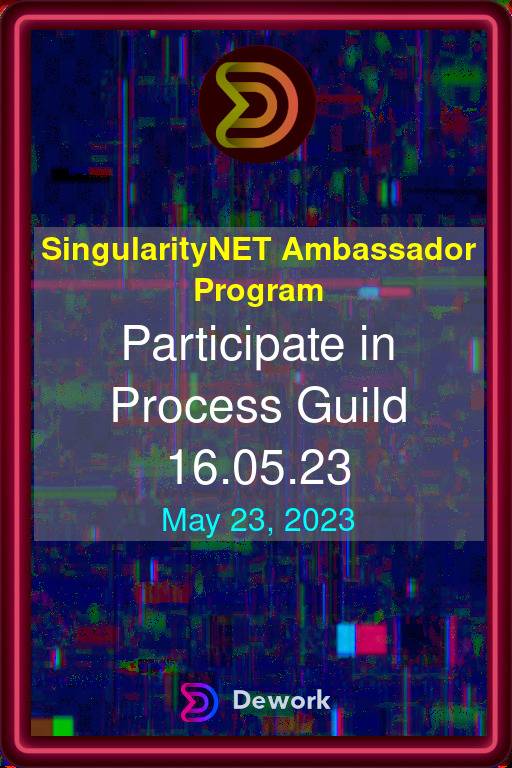 SingularityNET Ambassador
Program
Participate in
Process Guild
16.05.23
May 23, 2023
Dework